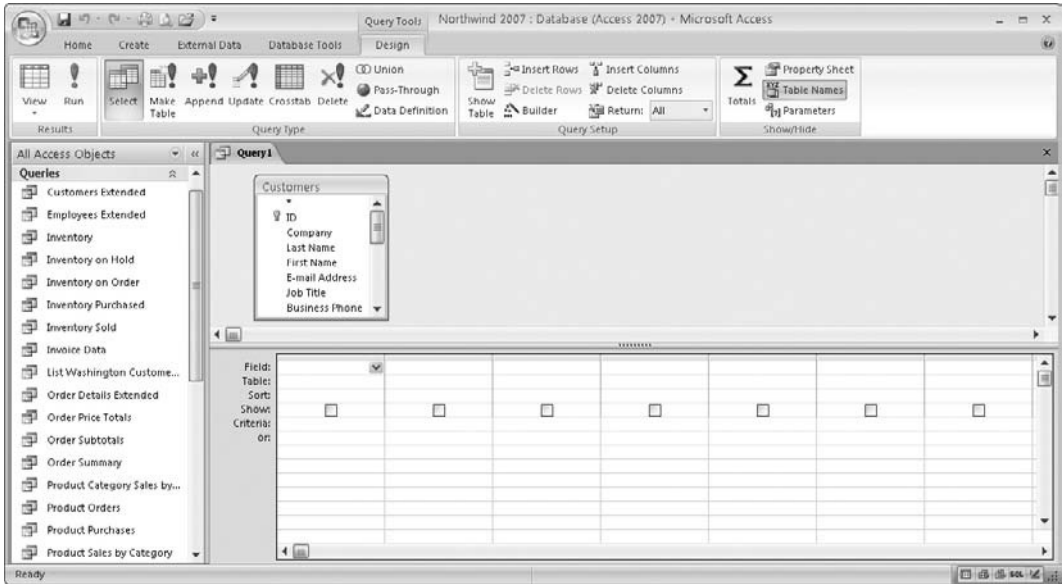 Query Tools
Northwind 2007 : Database (Access 2007) - Microsoft Access
Home Create External Data Database Tools Design
View
Run
Select
Make Table
Append
Update
Crosstab
Delete
Union
Pass-Through
Data Definition
Show Table
Insert Rows
Delete Rows
Builder
Insert Columns
Delete Columns
Return: All
Totals
Property Sheet
Table Names
Parameters
Results
Query Type
Query Setup
Show/Hide
All Access Objects
Queries
Customers Extended
Employees Extended
Inventory
Inventory on Hold
Inventory on Order
Inventory Purchased
Inventory Sold
Invoice Data
List Washington Custome...
Order Details Extended
Order Price Totals
Order Subtotals
Order Summary
Product Category Sales by...
Product Orders
Product Purchases
Product Sales by Category
Query1
Customers
*
ID
Company
Last Name
First Name
E-mail Address
Job Title
Business Phone
Field:
Table:
Sort:
Show:
Criteria:
or:
Ready
SQL